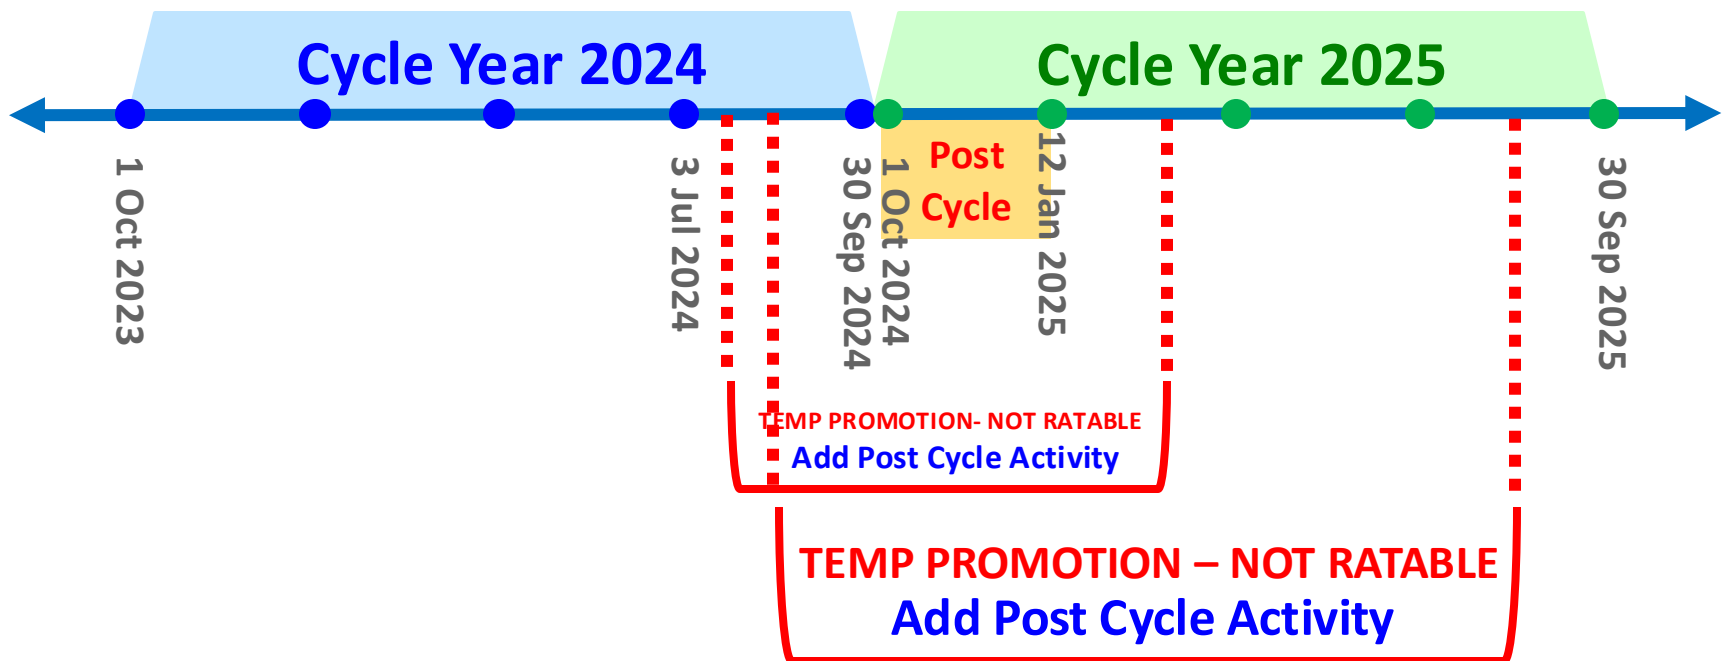 Cycle Year 2024
Cycle Year 2025
1 Oct 2023
3 Jul 2024
30 Sep 2024
1 Oct 2024
Post
Cycle
12 Jan 2025
30 Sep 2025
TEMP PROMOTION- NOT RATABLE
Add Post Cycle Activity
TEMP PROMOTION – NOT RATABLE
Add Post Cycle Activity